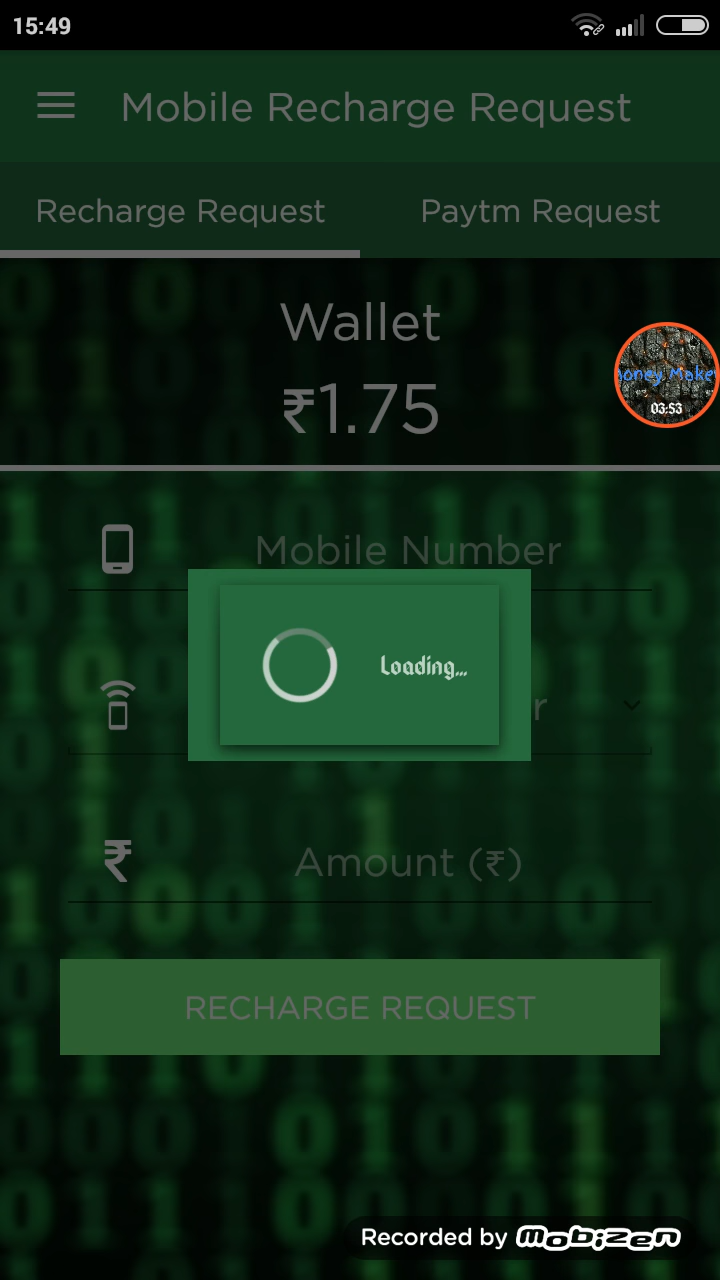 15:49
Mobile Recharge Request
Recharge Request
Paytm Request
Wallet
₹1.75
03:53
Mobile Number
Loading...
Amount (₹)
RECHARGE REQUEST
Recorded by mobizen